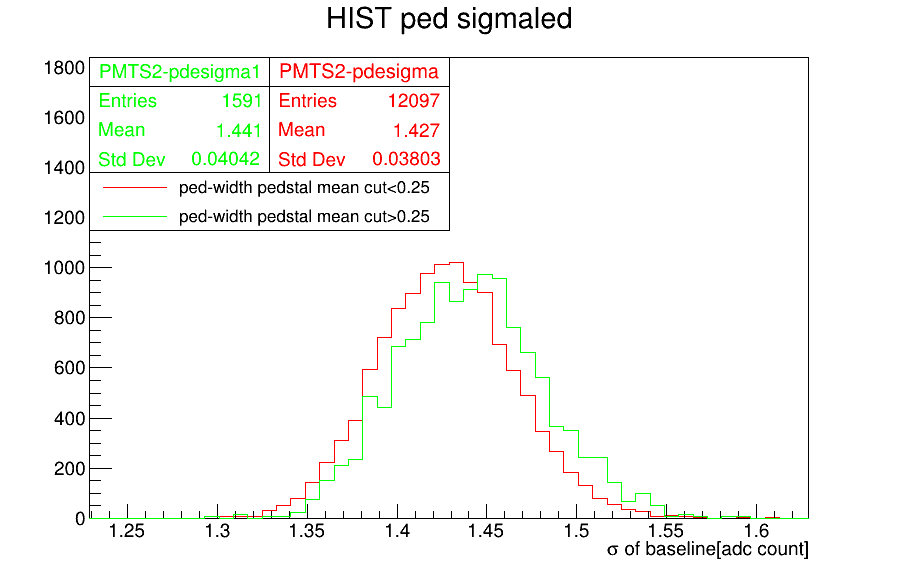 HIST ped sigmaled
PMTS2-pdesigma1
Entries 1591
Mean 1.441
Std Dev 0.04042
PMTS2-pdesigma
Entries 12097
Mean 1.427
Std Dev 0.03803
ped-width pedstal mean cut<0.25
ped-width pedstal mean cut>0.25
1800
1600
1400
1200
1000
800
600
400
200
0
1.25 1.3 1.35 1.4 1.45 1.5 1.55 1.6
σ of baseline[adc count]